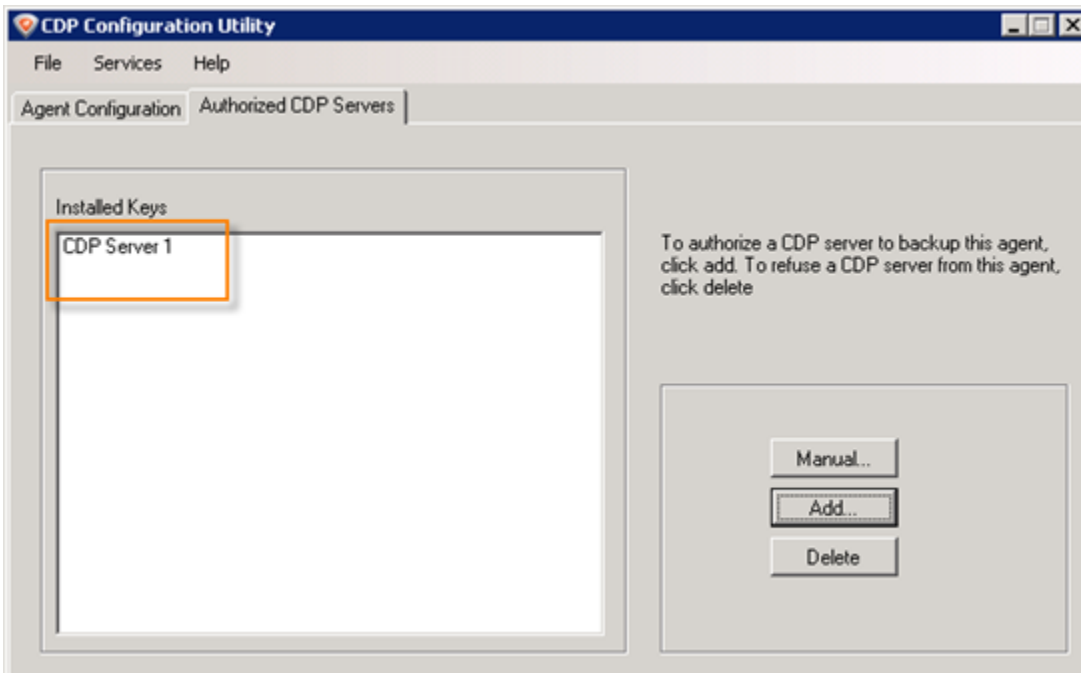 CDP Configuration Utility
File Services Help
Agent Configuration Authorized CDP Servers
Installed Keys
CDP Server 1
To authorize a CDP server to backup this agent,
click add. To refuse a CDP server from this agent,
click delete
Manual...
Add...
Delete